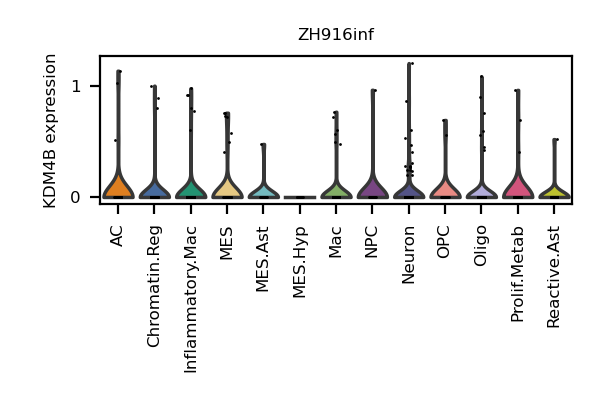 ZH916inf
KDM4B expression
1
0
AC
Chromatin.Reg
Inflammatory.Mac
MES
MES.Ast
MES.Hyp
Mac
NPC
Neuron
OPC
Oligo
Prolif.Metab
Reactive.Ast